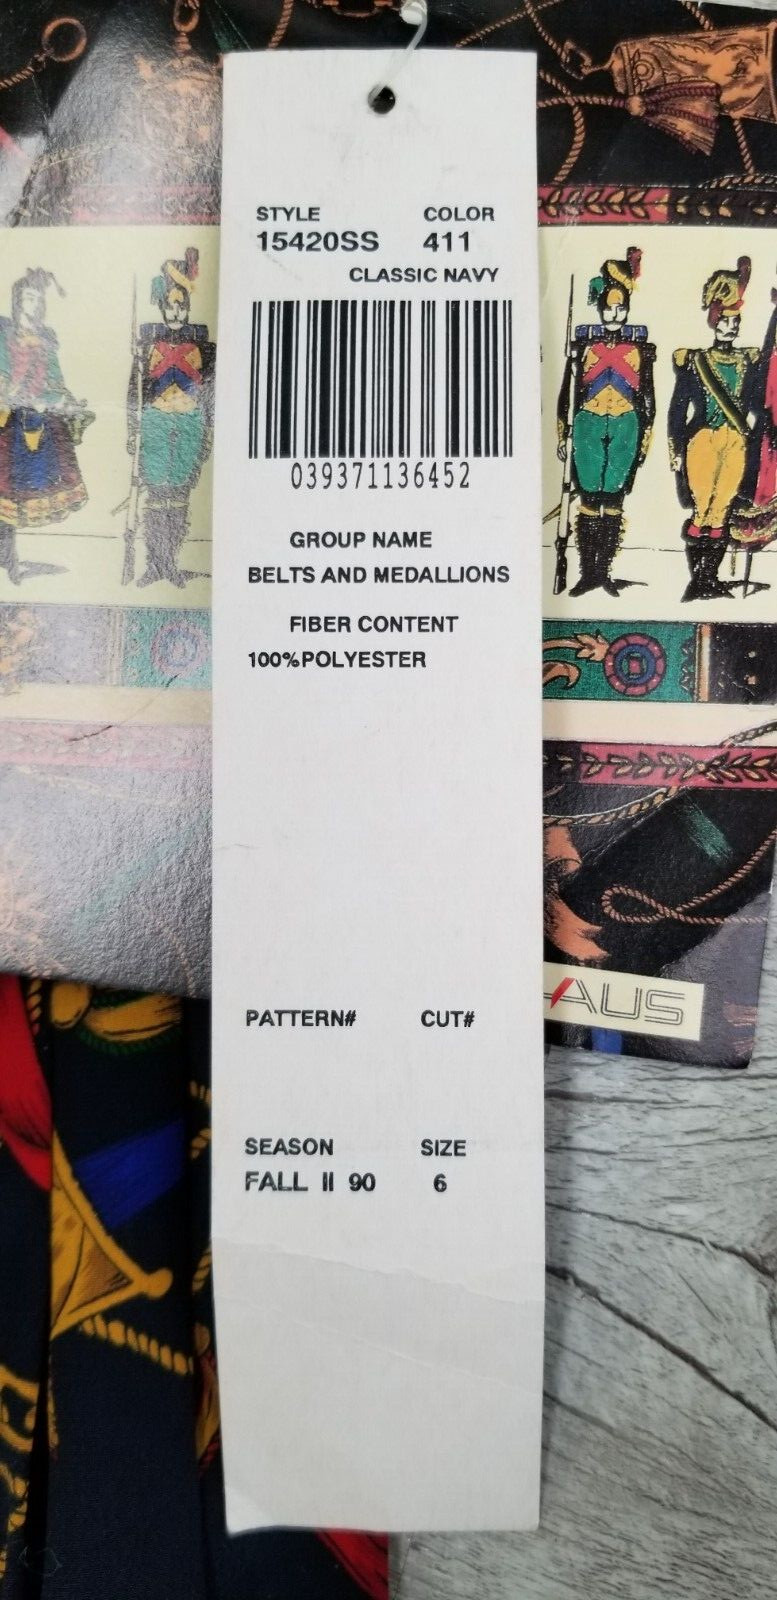 STYLE COLOR
15420SS 411
CLASSIC NAVY
039371136452
GROUP NAME
BELTS AND MEDALLIONS
FIBER CONTENT
100%POLYESTER
AUS
PATTERN# CUT#
SEASON SIZE
FALL II 90 6